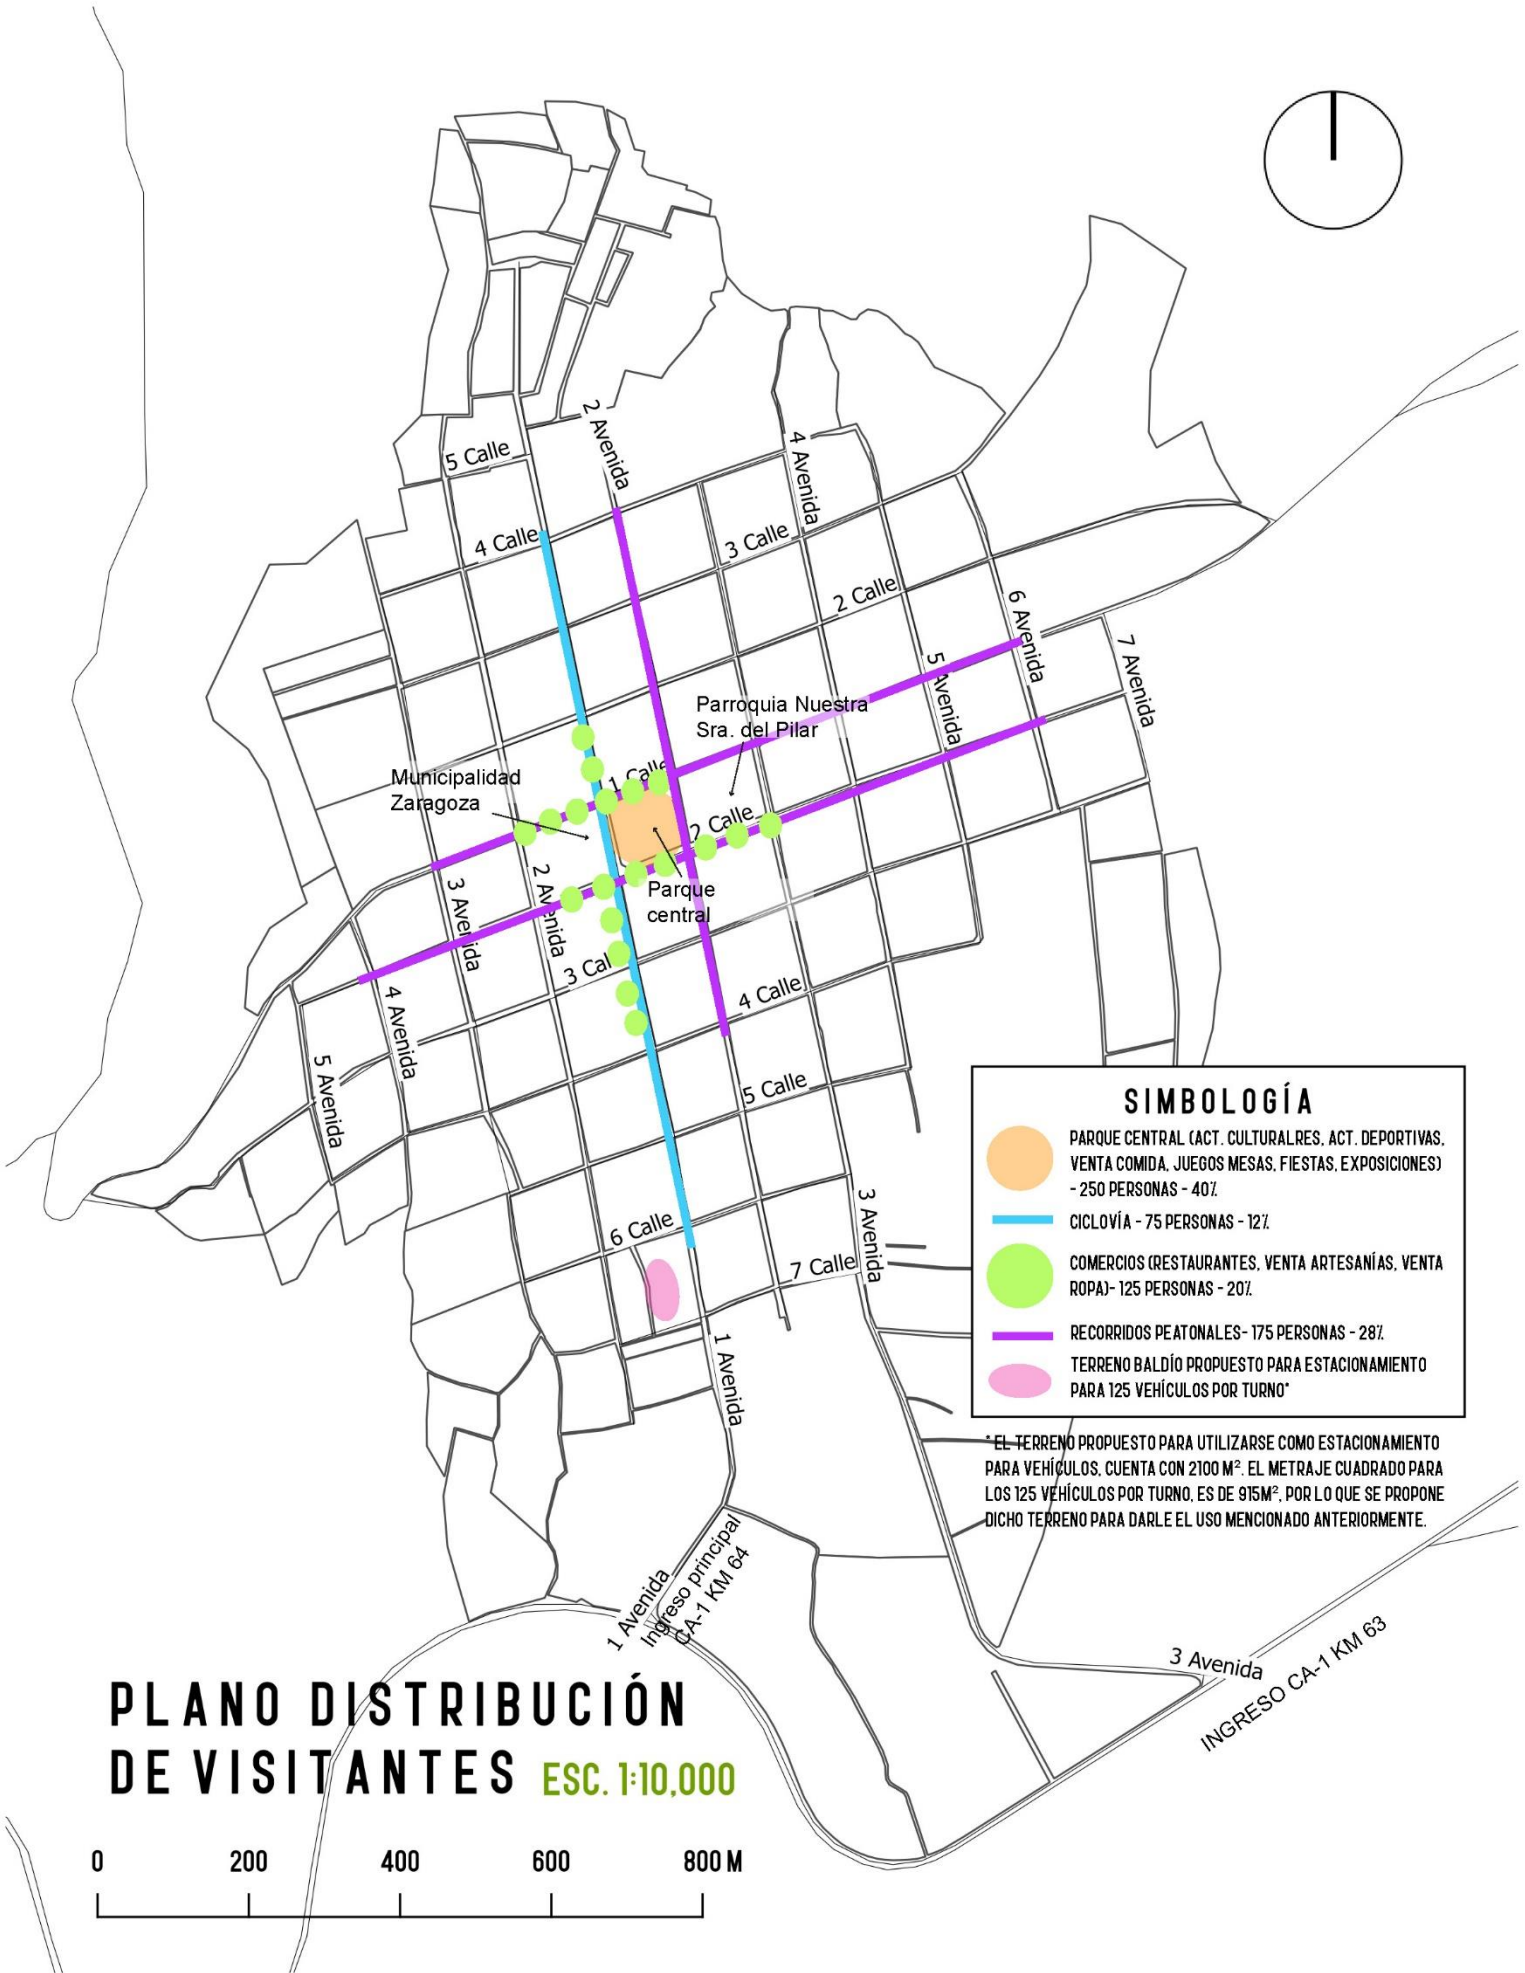 2 Avenida
4 Avenida
5 Calle
4 Calle
3 Calle
2 Calle
6 Avenida
7 Avenida
5 Avenida
Parroquia Nuestra
Sra. del Pilar
1 Calle
Municipalidad
Zaragoza
2 Calle
Parque
central
2 Avenida
3 Avenida
3 Cal
4 Avenida
4 Calle
5 Avenida
5 Calle
6 Calle
3 Avenida
7 Calle
1 Avenida
SIMBOLOGÍA
PARQUE CENTRAL (ACT. CULTURALRES, ACT. DEPORTIVAS,
VENTA COMIDA, JUEGOS MESAS, FIESTAS, EXPOSICIONES)
- 250 PERSONAS - 40%
CICLOVÍA - 75 PERSONAS - 12%
COMERCIOS (RESTAURANTES, VENTA ARTESANÍAS, VENTA
ROPA)- 125 PERSONAS - 20%
RECORRIDOS PEATONALES- 175 PERSONAS - 28%
TERRENO BALDÍO PROPUESTO PARA ESTACIONAMIENTO
PARA 125 VEHÍCULOS POR TURNO*
* EL TERRENO PROPUESTO PARA UTILIZARSE COMO ESTACIONAMIENTO
PARA VEHÍCULOS, CUENTA CON 2100 M². EL METRAJE CUADRADO PARA
LOS 125 VEHÍCULOS POR TURNO, ES DE 915M², POR LO QUE SE PROPONE
DICHO TERRENO PARA DARLE EL USO MENCIONADO ANTERIORMENTE.
1 Avenida
Ingreso principal
CA-1 KM 64
3 Avenida
INGRESO CA-1 KM 63
PLANO DISTRIBUCIÓN
DE VISITANTES ESC. 1:10,000
0 200 400 600 800 M